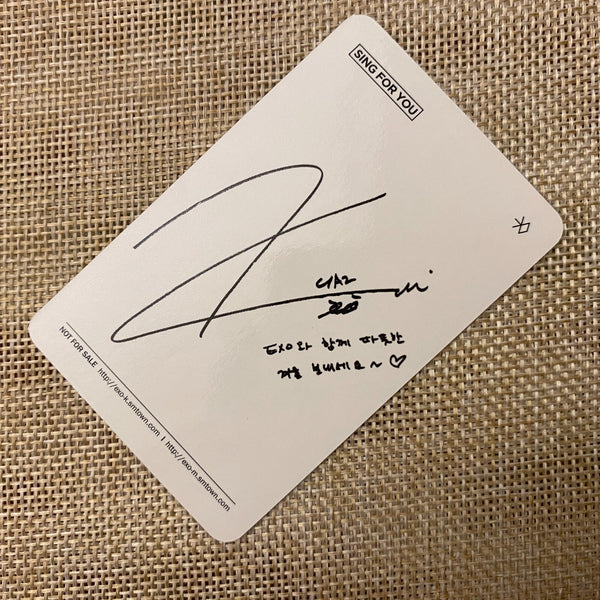 SING FOR YOU
EXO와 함께 따뜻한
겨울 보내세요~ ♡
NOT FOR SALE http://exo-k.smtown.com I http://exo-m.smtown.com